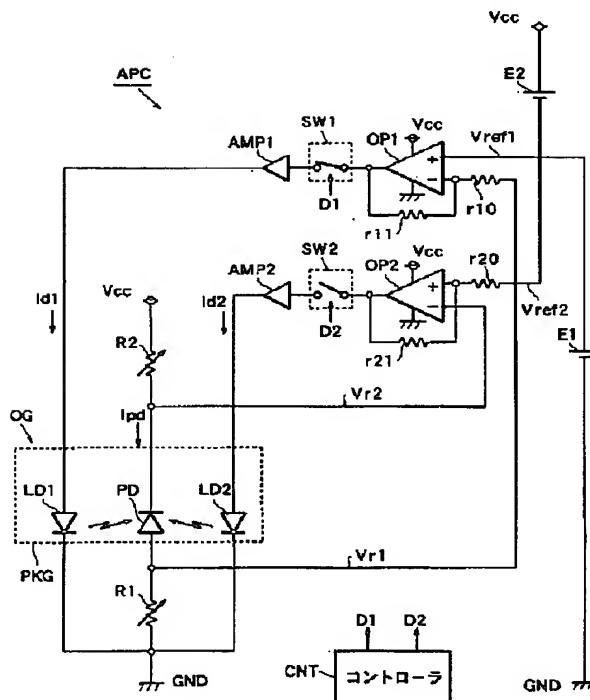 Vcc
E2
APC
SW1
OP1
Vcc
AMP1
Vref1
D1
r10
r11
SW2
Vcc
AMP2
OP2
r20
Vcc
Id1
Id2
D2
Vref2
r21
E1
R2
Vr2
Ipd
OG
LD1
PD
LD2
PKG
Vr1
R1
D1 D2
GND
CNT
コントローラ
GND